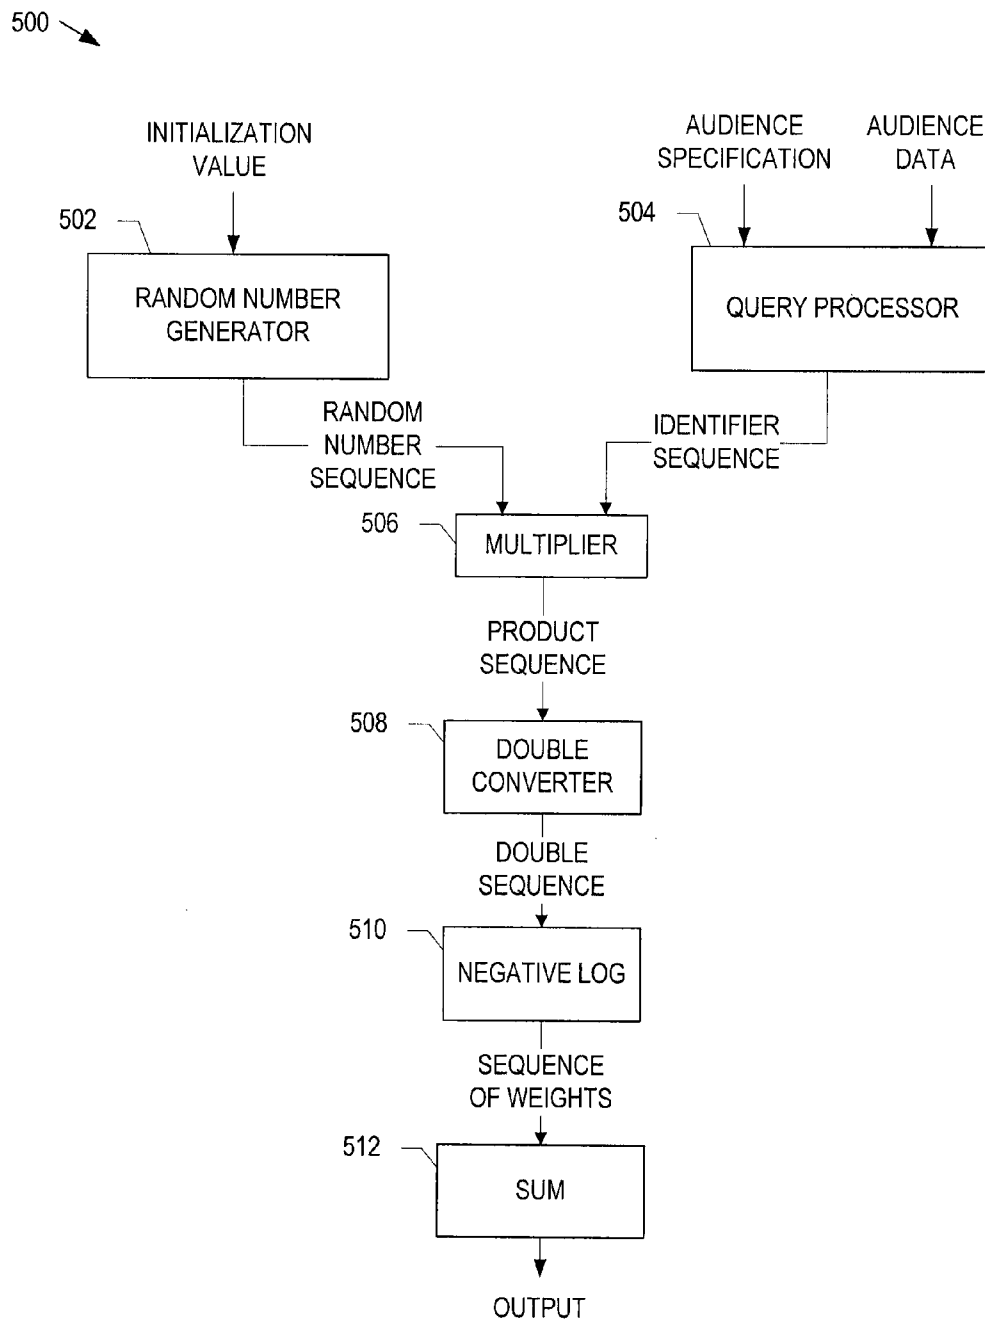 500
INITIALIZATION
VALUE
AUDIENCE
SPECIFICATION
AUDIENCE
DATA
502
504
RANDOM NUMBER
GENERATOR
QUERY PROCESSOR
RANDOM
NUMBER
SEQUENCE
IDENTIFIER
SEQUENCE
506
MULTIPLIER
PRODUCT
SEQUENCE
508
DOUBLE
CONVERTER
DOUBLE
SEQUENCE
510
NEGATIVE LOG
SEQUENCE
OF WEIGHTS
512
SUM
OUTPUT